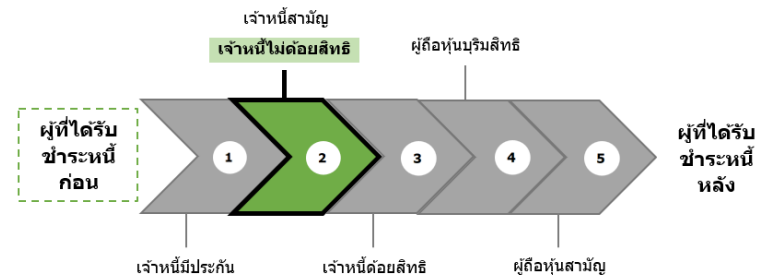 เจ้าหนี้สามัญ
เจ้าหนี้ไม่ด้อยสิทธิ
ผู้ถือหุ้นบุริมสิทธิ
ผู้ที่ได้รับ
ชำระหนี้
ก่อน
1
2
3
4
5
ผู้ที่ได้รับ
ชำระหนี้
หลัง
เจ้าหนี้มีประกัน
เจ้าหนี้ด้อยสิทธิ
ผู้ถือหุ้นสามัญ